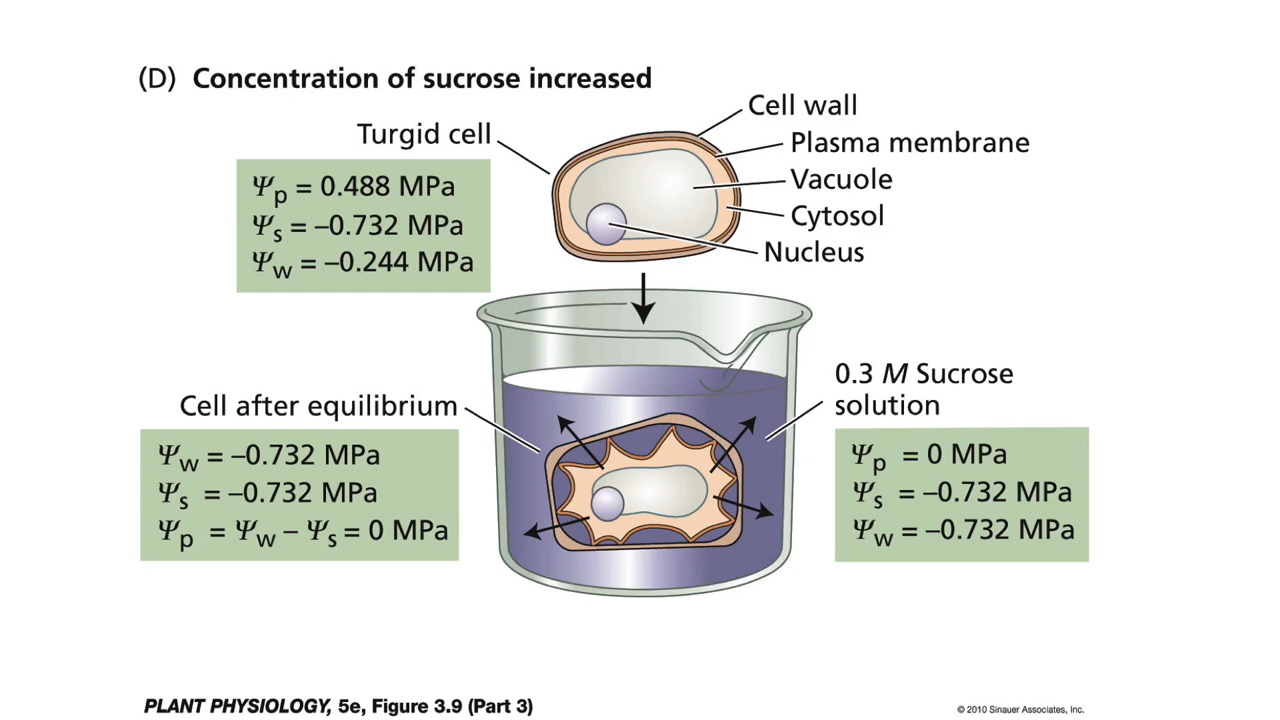 (D) Concentration of sucrose increased
Cell wall
Turgid cell
Plasma membrane
Vacuole
Cytosol
Nucleus
Ψp = 0.488 MPa
Ψs = –0.732 MPa
Ψw = –0.244 MPa
0.3 M Sucrose
solution
Cell after equilibrium
Ψw = –0.732 MPa
Ψs = –0.732 MPa
Ψp = Ψw – Ψs = 0 MPa
Ψp = 0 MPa
Ψs = –0.732 MPa
Ψw = –0.732 MPa
PLANT PHYSIOLOGY, 5e, Figure 3.9 (Part 3)
© 2010 Sinauer Associates, Inc.